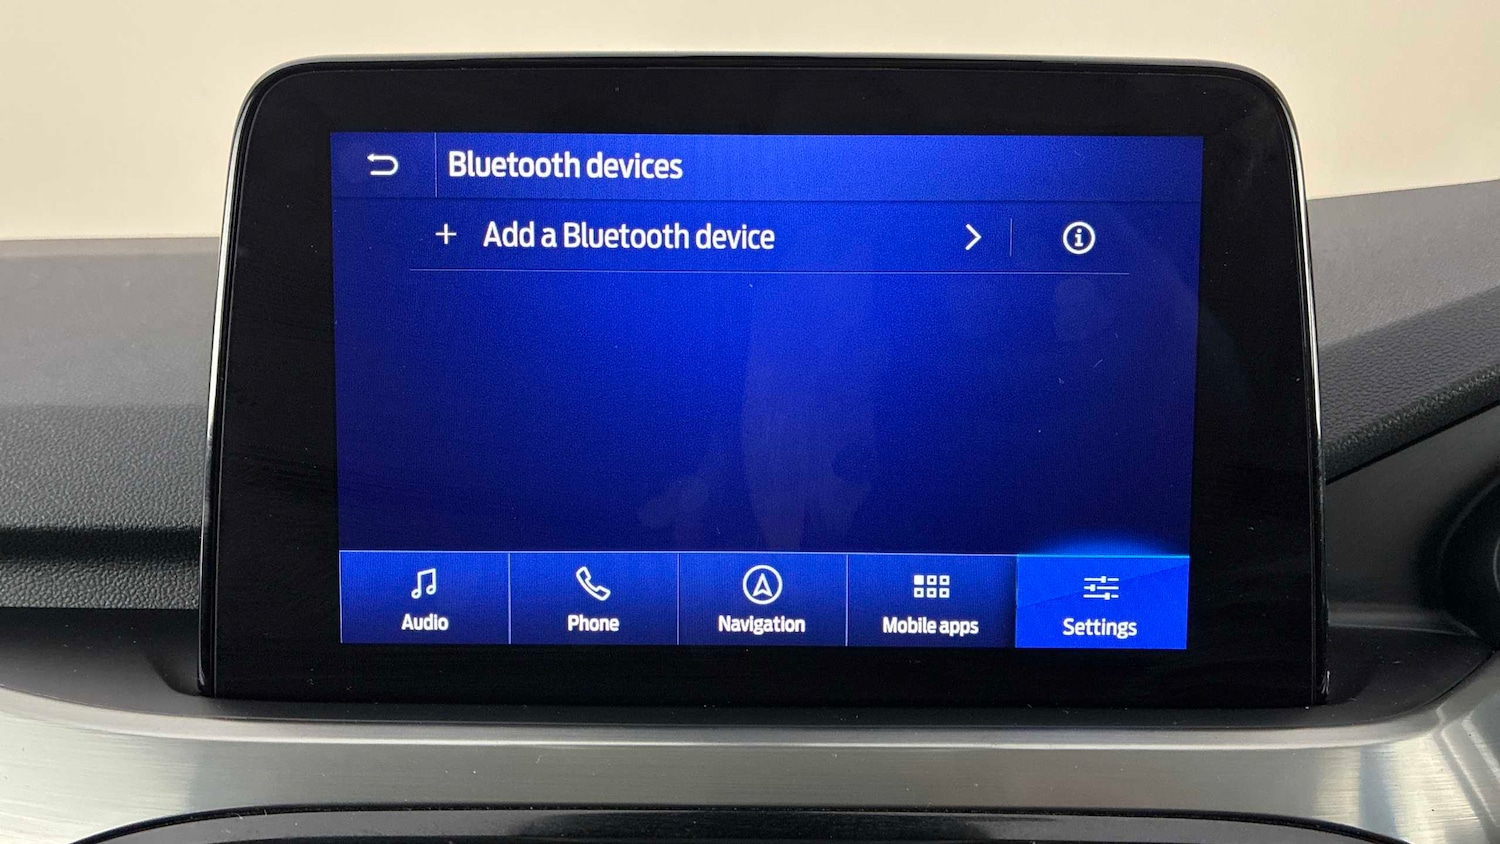 Bluetooth devices
+ Add a Bluetooth device
Audio
Phone
Navigation
Mobile apps
Settings